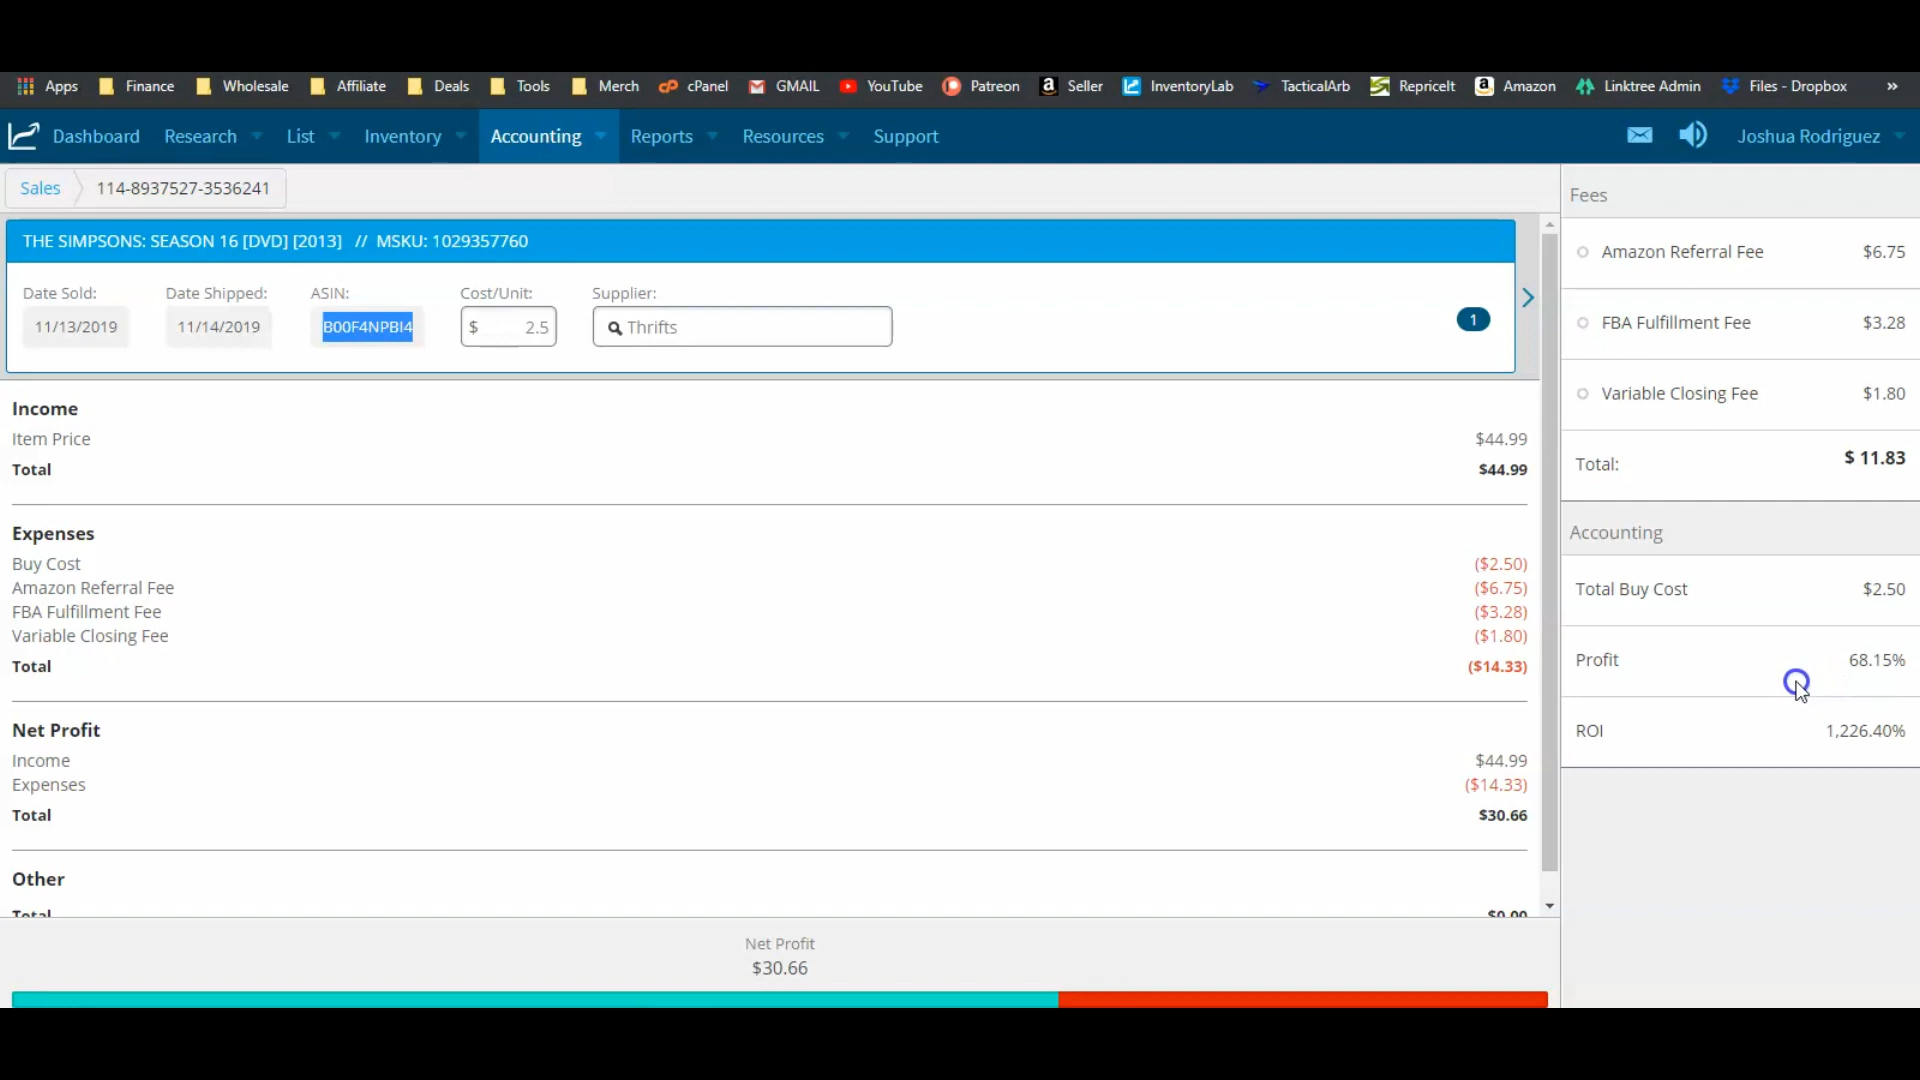 Apps Finance Wholesale Affiliate Deals Tools Merch cPanel GMAIL YouTube Patreon Seller InventoryLab TacticalArb RepriceIt Amazon Linktree Admin Files - Dropbox »
Dashboard Research List Inventory Accounting Reports Resources Support Joshua Rodriguez
Sales 114-8937527-3536241
THE SIMPSONS: SEASON 16 [DVD] [2013] // MSKU: 1029357760
Date Sold: Date Shipped: ASIN: Cost/Unit: Supplier:
11/13/2019 11/14/2019 B00F4NPBI4 $ 2.5 Thrifts 1
Income
Item Price $44.99
Total $44.99
Expenses
Buy Cost ($2.50)
Amazon Referral Fee ($6.75)
FBA Fulfillment Fee ($3.28)
Variable Closing Fee ($1.80)
Total ($14.33)
Net Profit
Income $44.99
Expenses ($14.33)
Total $30.66
Other
Total $0.00
Net Profit
$30.66
Fees
Amazon Referral Fee $6.75
FBA Fulfillment Fee $3.28
Variable Closing Fee $1.80
Total: $ 11.83
Accounting
Total Buy Cost $2.50
Profit 68.15%
ROI 1,226.40%